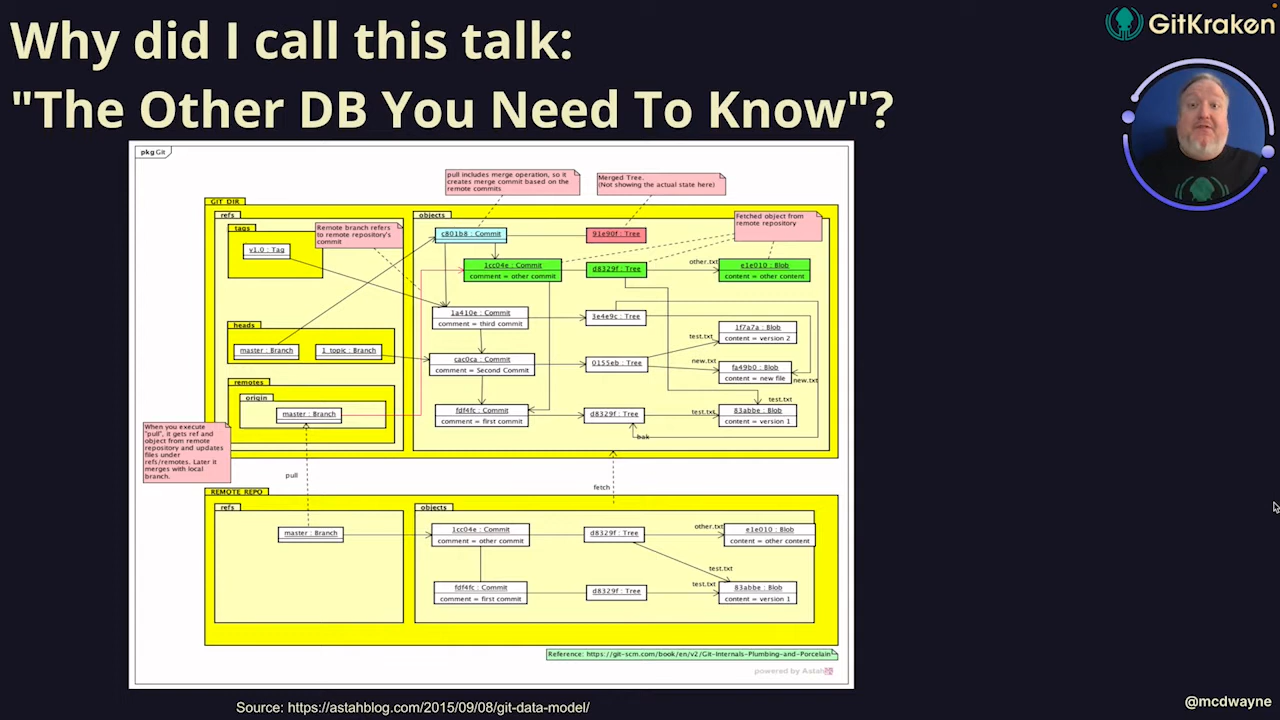 Why did I call this talk:
"The Other DB You Need To Know"?
GitKraken
pkg Git
pull includes merge operation, so it
creates merge commit based on the
remote commits
Merged Tree.
(Not showing the actual state here)
GIT DIR
refs
tags
v1.0 : Tag
Remote branch refers
to remote repository's
commit
objects
Fetched object from
remote repository
c801b8 : Commit
91e90f : Tree
1cc04e : Commit
comment = other commit
d8329f : Tree
other.txt
e1e010 : Blob
content = other content
1a410e : Commit
comment = third commit
3e4e9c : Tree
1f7a7a : Blob
content = version 2
test.txt
heads
master : Branch
1_topic : Branch
cac0ca : Commit
comment = Second Commit
0155eb : Tree
new.txt
fa49b0 : Blob
content = new file
new.txt
remotes
origin
master : Branch
fdf4fc : Commit
comment = first commit
d8329f : Tree
test.txt
test.txt
83abbe : Blob
content = version 1
bak
When you execute
"pull", it gets ref and
object from remote
repository and updates
files under
refs/remotes. Later it
merges with local
branch.
pull
fetch
REMOTE REPO
refs
master : Branch
objects
1cc04e : Commit
comment = other commit
d8329f : Tree
other.txt
e1e010 : Blob
content = other content
test.txt
fdf4fc : Commit
comment = first commit
d8329f : Tree
test.txt
83abbe : Blob
content = version 1
Reference: https://git-scm.com/book/en/v2/Git-Internals-Plumbing-and-Porcelain
powered by Astah
Source: https://astahblog.com/2015/09/08/git-data-model/
@mcdwayne